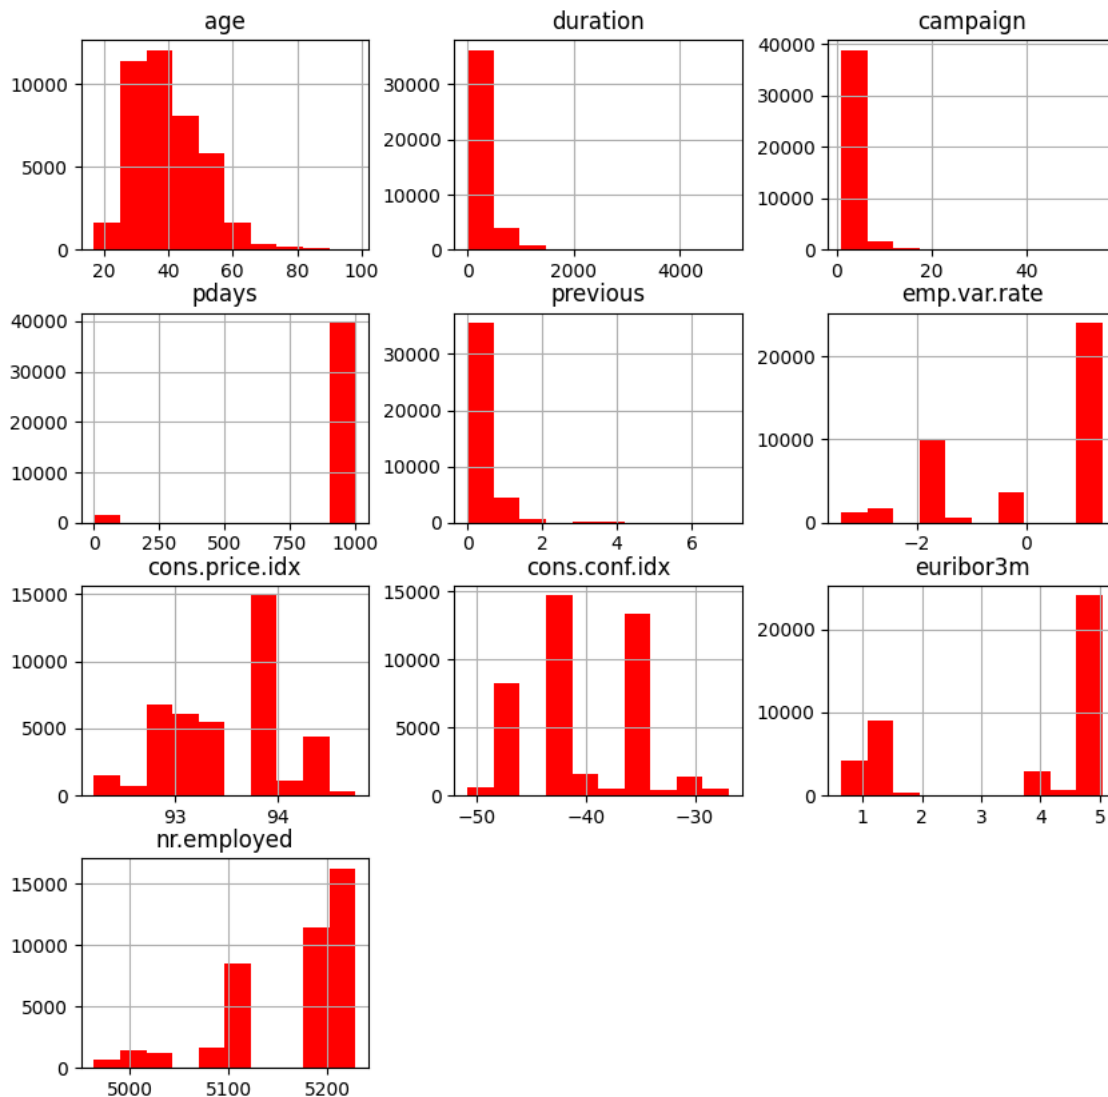 age duration campaign
10000 30000 40000
5000 20000 30000
0 10000 20000
0 10000
0
20 40 60 80 100 0 2000 4000 0 20 40
pdays previous emp.var.rate
40000 30000 20000
30000 20000 10000
20000 10000 0
10000 0
0
0 250 500 750 1000 0 2 4 6 −2 0
cons.price.idx cons.conf.idx euribor3m
15000 15000 20000
10000 10000 10000
5000 5000 0
0 0
93 94 −50 −40 −30 1 2 3 4 5
nr.employed
15000
10000
5000
0
5000 5100 5200